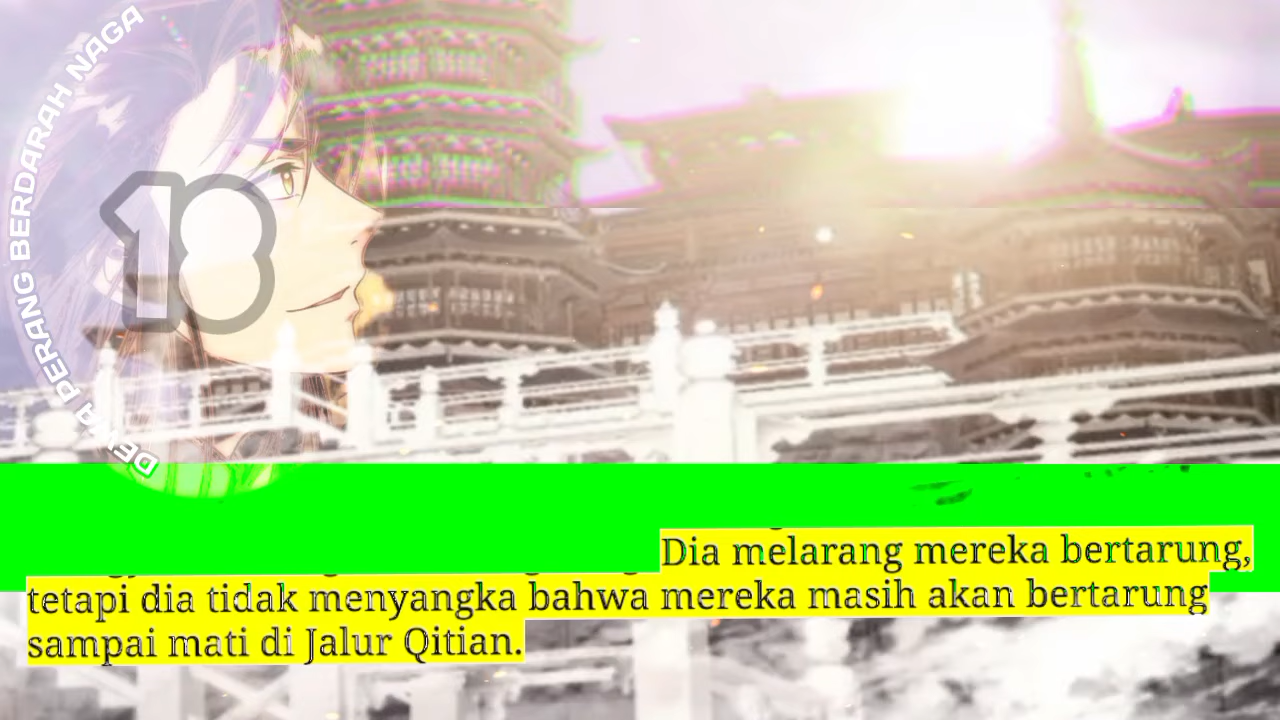 DEWA PERANG BERDARAH NAGA
18
Dia melarang mereka bertarung,
tetapi dia tidak menyangka bahwa mereka masih akan bertarung
sampai mati di Jalur Qitian.